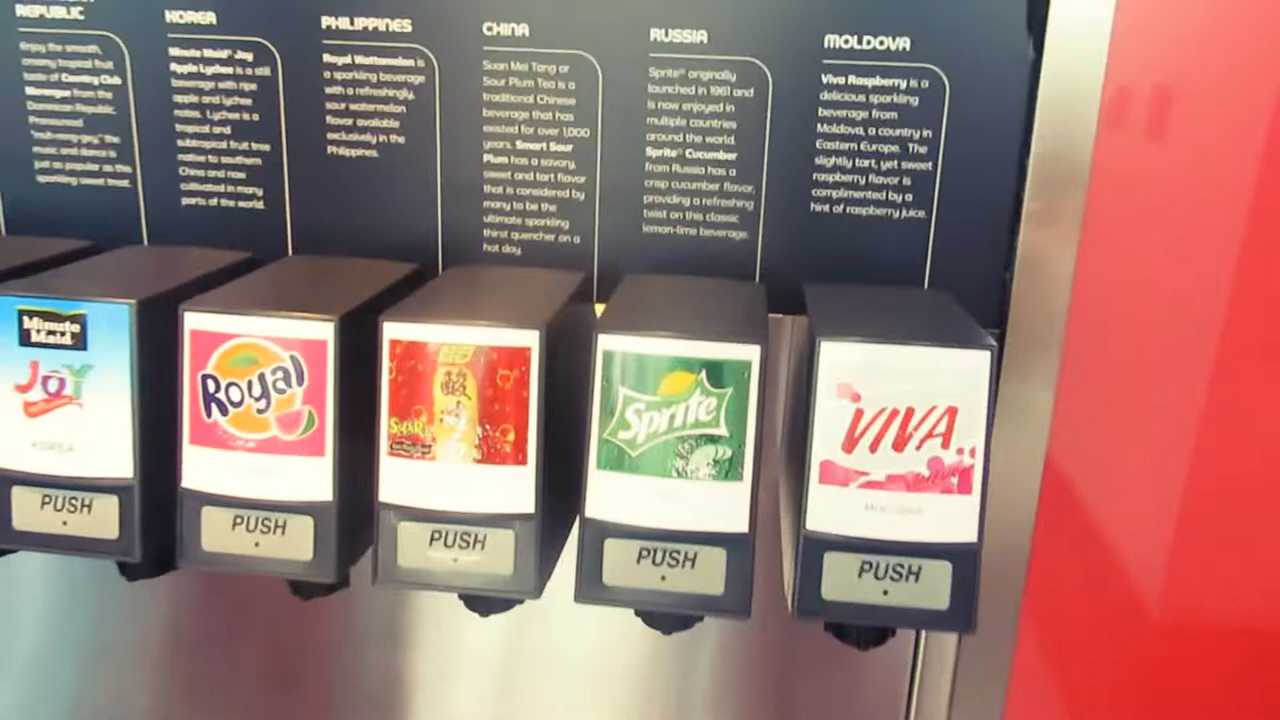 REPUBLIC
Enjoy the smooth,
creamy tropical fruit
taste of Country Club
Merengue from the
Dominican Republic.
Pronounced
"meh-reng-gay," the
music and dance is
just as popular as this
sparkling sweet treat.
KOREA
Minute Maid® Joy
Apple Lychee is a still
beverage with ripe
apple and lychee
notes. Lychee is a
tropical and
subtropical fruit tree
native to southern
China and now
cultivated in many
parts of the world.
PHILIPPINES
Royal Wattamelon is
a sparkling beverage
with a refreshingly,
sour watermelon
flavor available
exclusively in the
Philippines.
CHINA
Suan Mei Tang or
Sour Plum Tea is a
traditional Chinese
beverage that has
existed for over 1,000
years. Smart Sour
Plum has a savory,
sweet and tart flavor
that is considered by
many to be the
ultimate sparkling
thirst quencher on a
hot day.
RUSSIA
Sprite® originally
launched in 1961 and
is now enjoyed in
multiple countries
around the world.
Sprite® Cucumber
from Russia has a
crisp cucumber flavor,
providing a refreshing
twist on this classic
lemon-lime beverage.
MOLDOVA
Viva Raspberry is a
delicious sparkling
beverage from
Moldova, a country in
Eastern Europe. The
slightly tart, yet sweet
raspberry flavor is
complimented by a
hint of raspberry juice.
Minute
Maid
JOY
KOREA
PUSH
Royal
PUSH
酸
SMART
PUSH
Sprite
PUSH
VIVA
MOLDOVA
PUSH